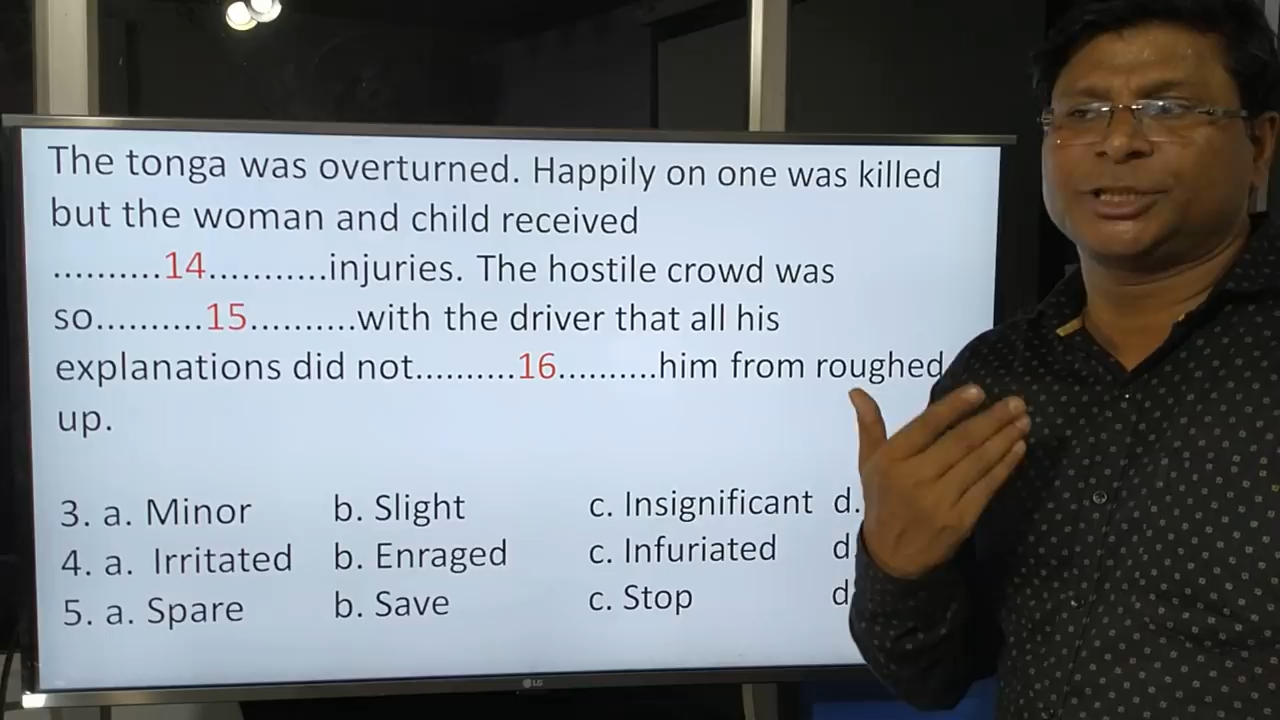 The tonga was overturned. Happily on one was killed
but the woman and child received
..........14...........injuries. The hostile crowd was
so..........15..........with the driver that all his
explanations did not..........16..........him from roughed
up.
3. a. Minor b. Slight c. Insignificant d.
4. a. Irritated b. Enraged c. Infuriated d.
5. a. Spare b. Save c. Stop d
LG